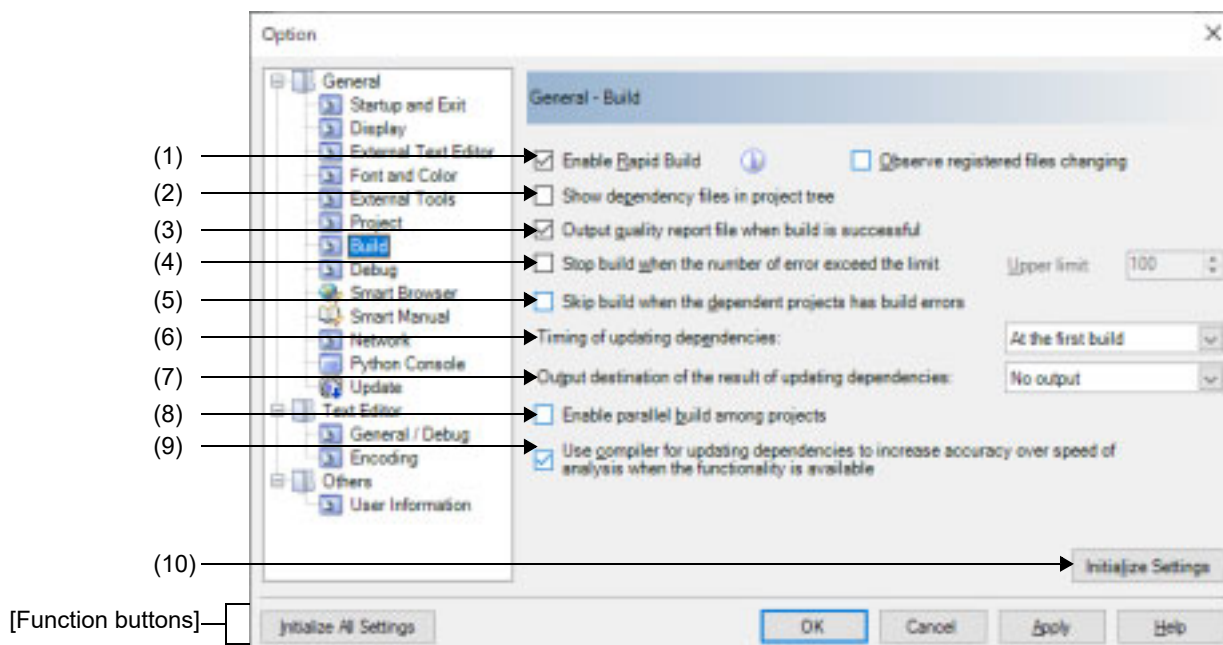 Option
General
Startup and Exit
Display
External Text Editor
Font and Color
External Tools
Project
Build
Debug
Smart Browser
Smart Manual
Network
Python Console
Update
Text Editor
General / Debug
Encoding
Others
User Information
General - Build
(1)
Enable Rapid Build
Observe registered files changing
(2)
Show dependency files in project tree
(3)
Output quality report file when build is successful
(4)
Stop build when the number of error exceed the limit
Upper limit:
100
(5)
Skip build when the dependent projects has build errors
(6)
Timing of updating dependencies:
At the first build
(7)
Output destination of the result of updating dependencies:
No output
(8)
Enable parallel build among projects
(9)
Use compiler for updating dependencies to increase accuracy over speed of
analysis when the functionality is available
(10)
Initialize Settings
[Function buttons]
Initialize All Settings
OK
Cancel
Apply
Help